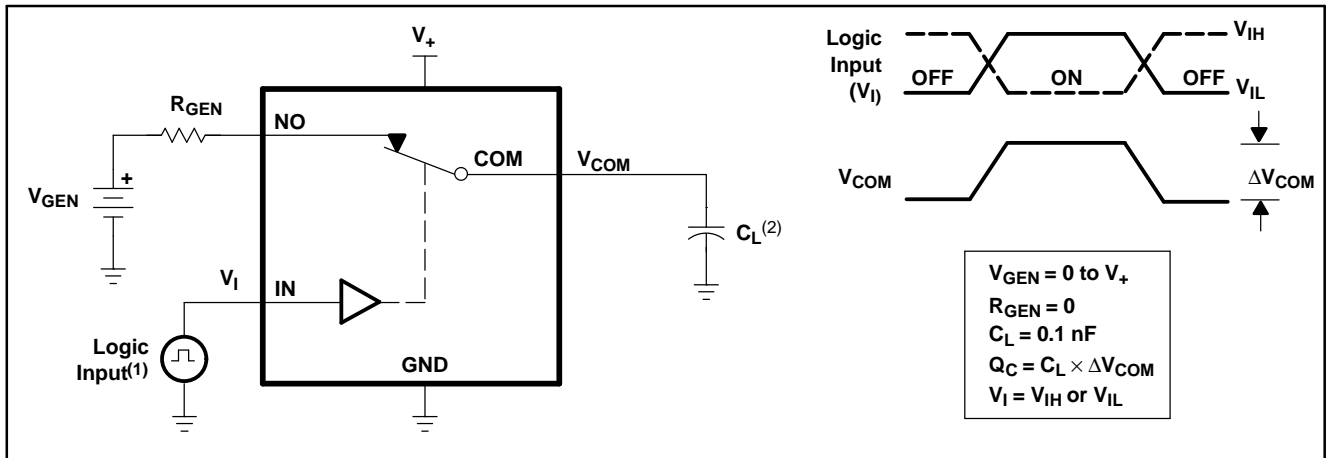 V+
RGEN
NO
COM
VCOM
VGEN
+
CL(2)
VI
IN
Logic
Input(1)
GND
Logic
Input
(VI)
VIH
OFF
ON
OFF
VIL
VCOM
ΔVCOM
VGEN = 0 to V+
RGEN = 0
CL = 0.1 nF
QC = CL × ΔVCOM
VI = VIH or VIL